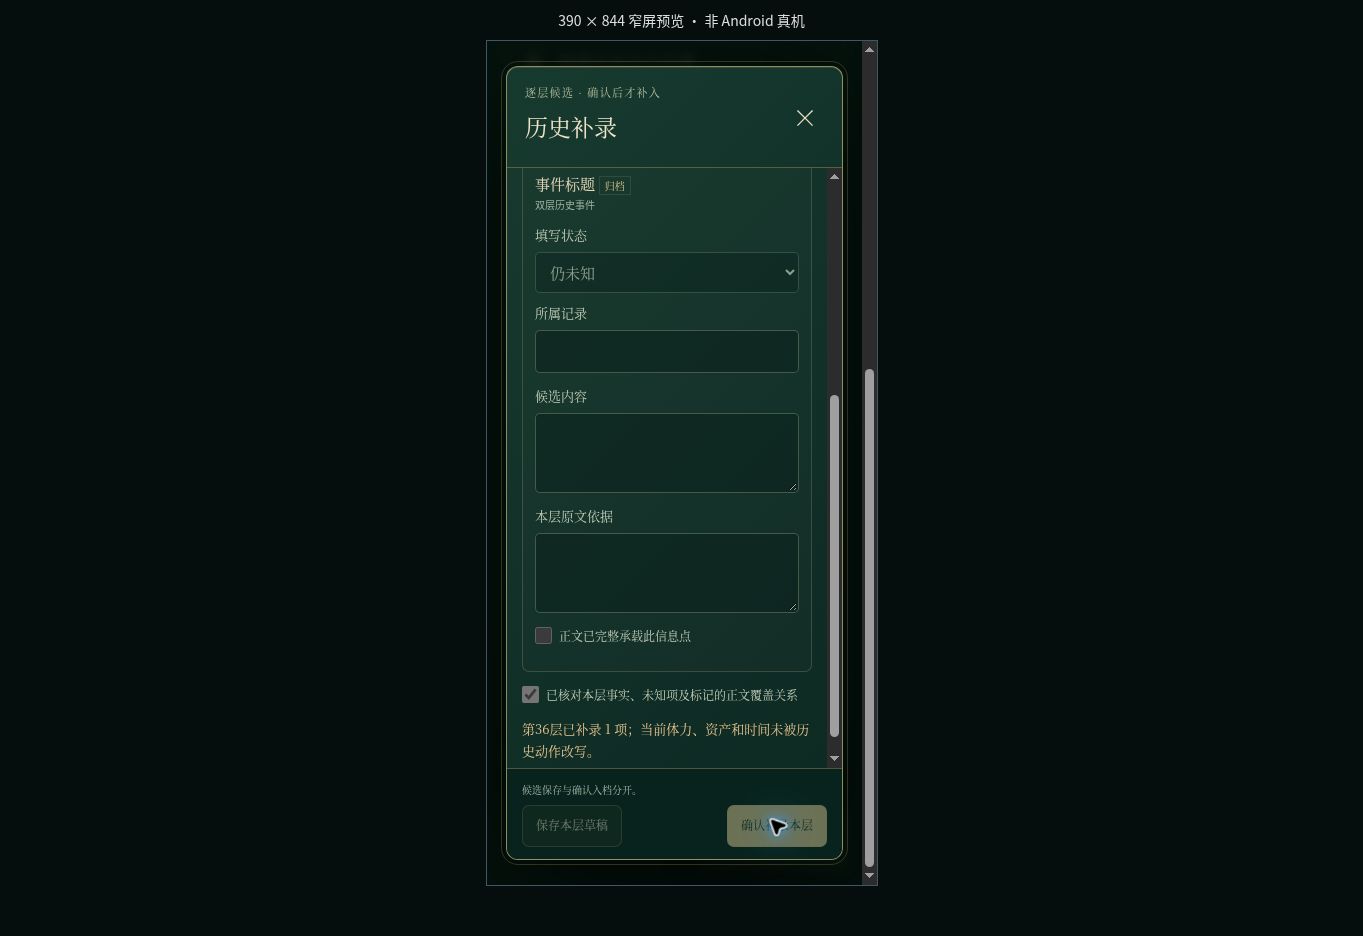 390 × 844 窄屏预览 · 非 Android 真机
逐层候选 · 确认后才补入
历史补录
事件标题 归档
双层历史事件
填写状态
仍未知
所属记录
候选内容
本层原文依据
正文已完整承载此信息点
已核对本层事实、未知项及标记的正文覆盖关系
第36层已补录 1 项；当前体力、资产和时间未被历
史动作改写。
候选保存与确认入档分开。
保存本层草稿
确认 本层